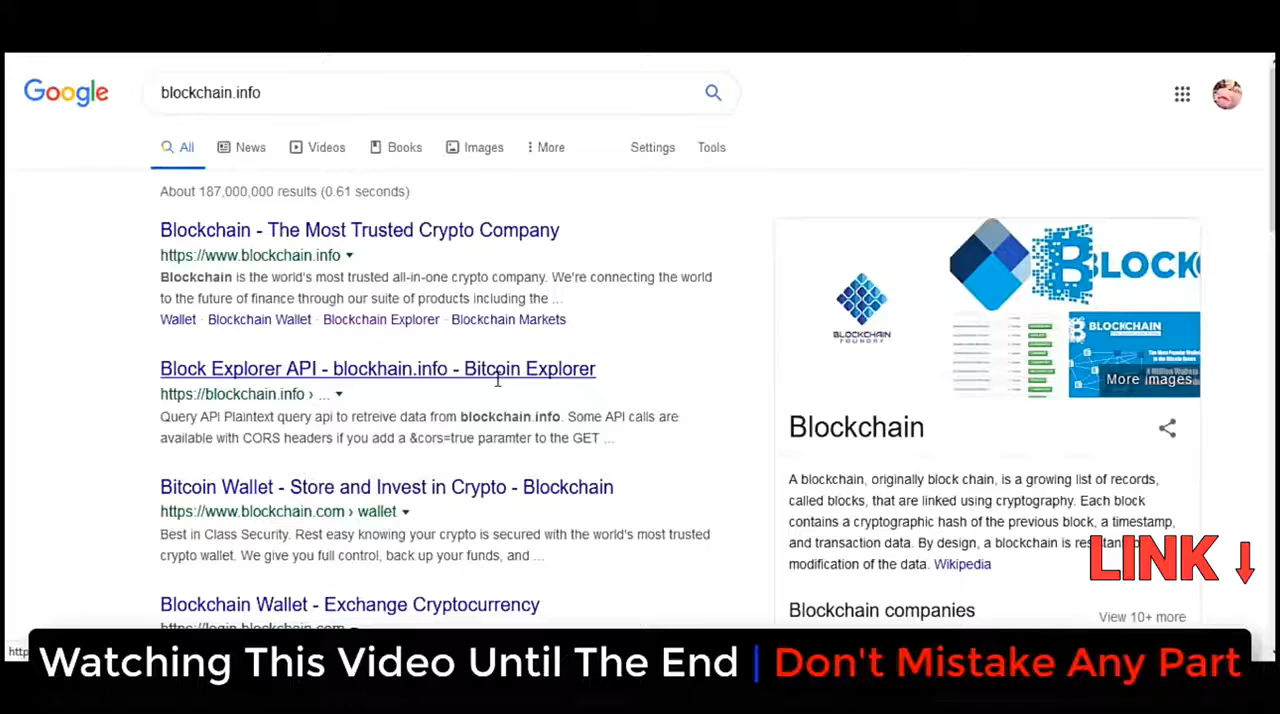 Google
blockchain.info
All
News
Videos
Books
Images
More
Settings
Tools
About 187,000,000 results (0.61 seconds)
Blockchain - The Most Trusted Crypto Company
https://www.blockchain.info
Blockchain is the world's most trusted all-in-one crypto company. We're connecting the world
to the future of finance through our suite of products including the ...
Wallet · Blockchain Wallet · Blockchain Explorer · Blockchain Markets
Block Explorer API - blockhain.info - Bitcoin Explorer
https://blockchain.info › ...
Query API Plaintext query api to retreive data from blockchain.info. Some API calls are
available with CORS headers if you add a &cors=true paramter to the GET ...
Bitcoin Wallet - Store and Invest in Crypto - Blockchain
https://www.blockchain.com › wallet
Best in Class Security. Rest easy knowing your crypto is secured with the world's most trusted
crypto wallet. We give you full control, back up your funds, and ...
Blockchain Wallet - Exchange Cryptocurrency
https://login.blockchain.com
BLOCKCHAIN
FOUNDRY
BLOCK
BLOCKCHAIN
More images
Blockchain
A blockchain, originally block chain, is a growing list of records,
called blocks, that are linked using cryptography. Each block
contains a cryptographic hash of the previous block, a timestamp,
and transaction data. By design, a blockchain is
modification of the data. Wikipedia
LINK
Blockchain companies
View 10+ more
http
Watching This Video Until The End | Don't Mistake Any Part